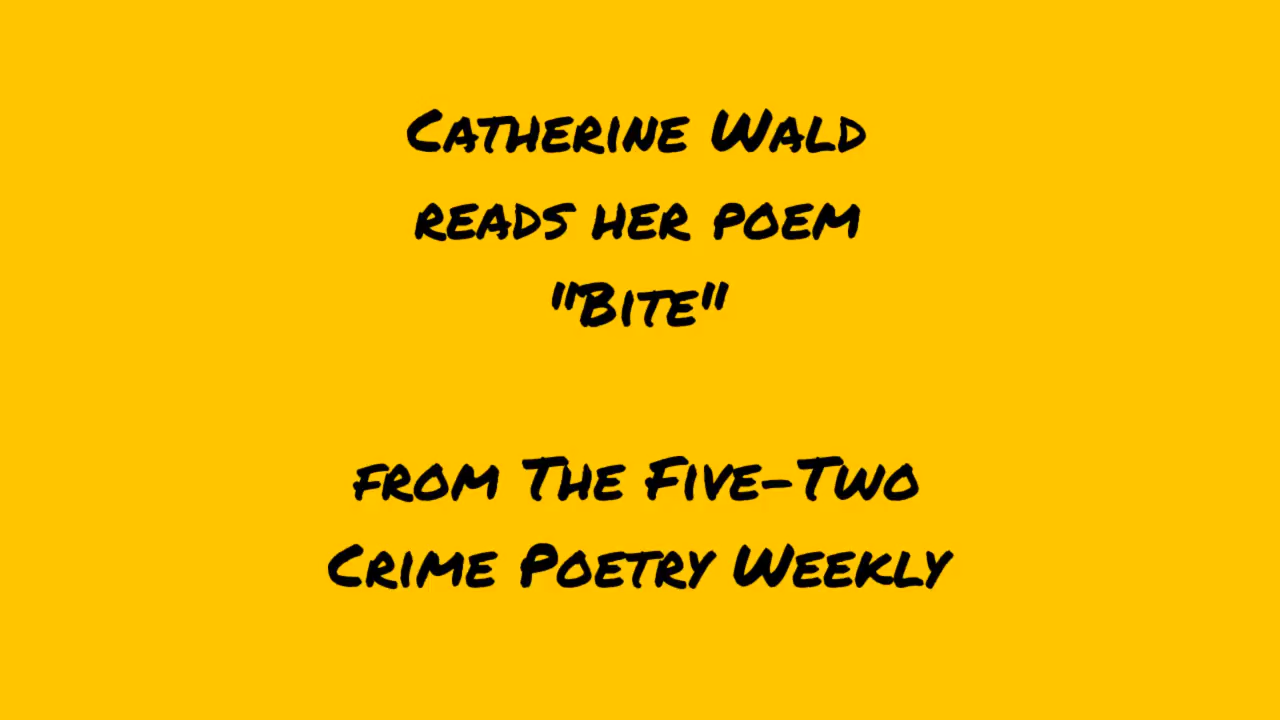 Catherine Wald
reads her poem
"Bite"
from The Five-Two
Crime Poetry Weekly